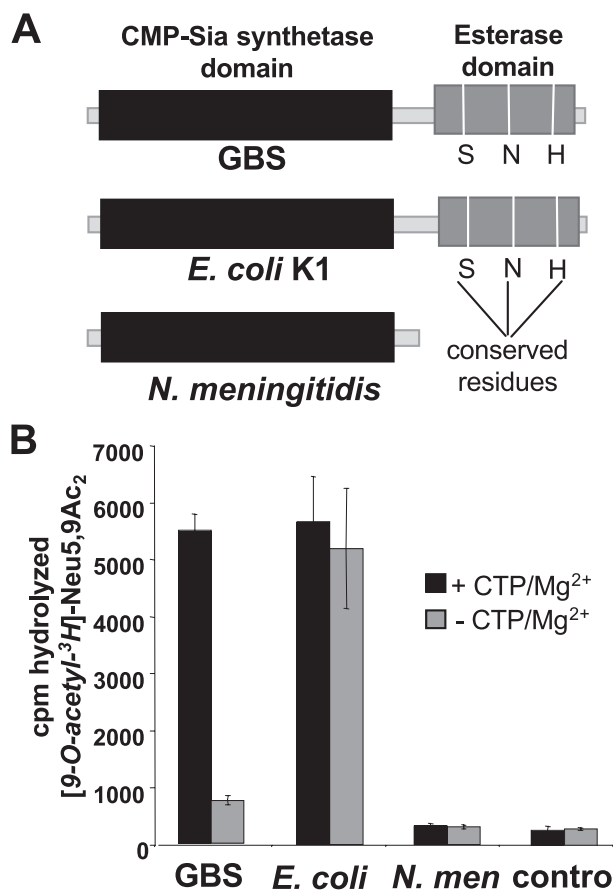 A
CMP-Sia synthetase
domain
Esterase
domain
GBS
S N H
E. coli K1
S N H
N. meningitidis
conserved
residues
B
cpm hydrolyzed
[9-O-acetyl-³H]-Neu5,9Ac₂
7000
6000
5000
4000
3000
2000
1000
0
+ CTP/Mg²⁺
- CTP/Mg²⁺
GBS E. coli N. men contro